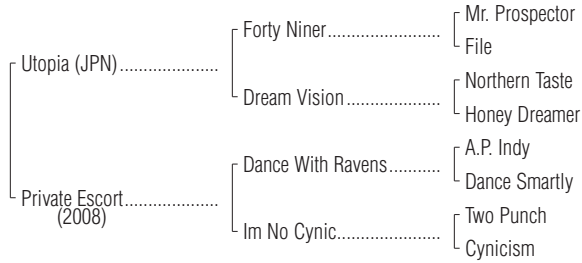 Mr. Prospector
Forty Niner
File
Utopia (JPN)
Northern Taste
Dream Vision
Honey Dreamer
A.P. Indy
Dance With Ravens
Dance Smartly
Private Escort
(2008)
Two Punch
Im No Cynic
Cynicism